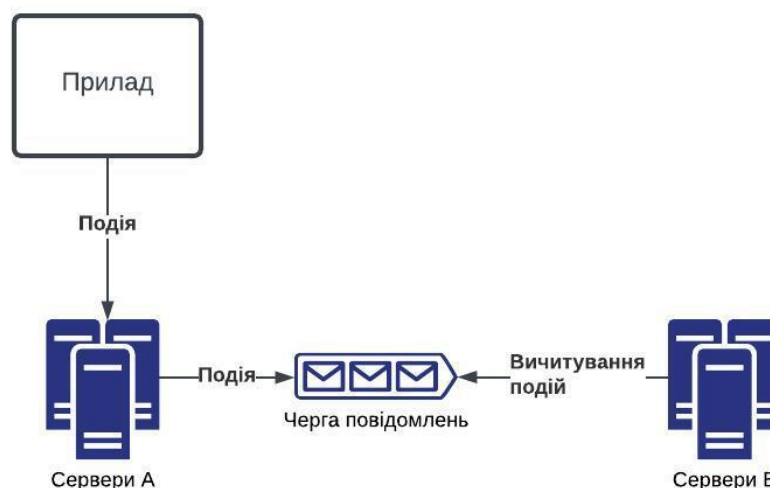 Прилад
Подія
Подія
Вичитування
подій
Черга повідомлень
Сервери А
Сервери